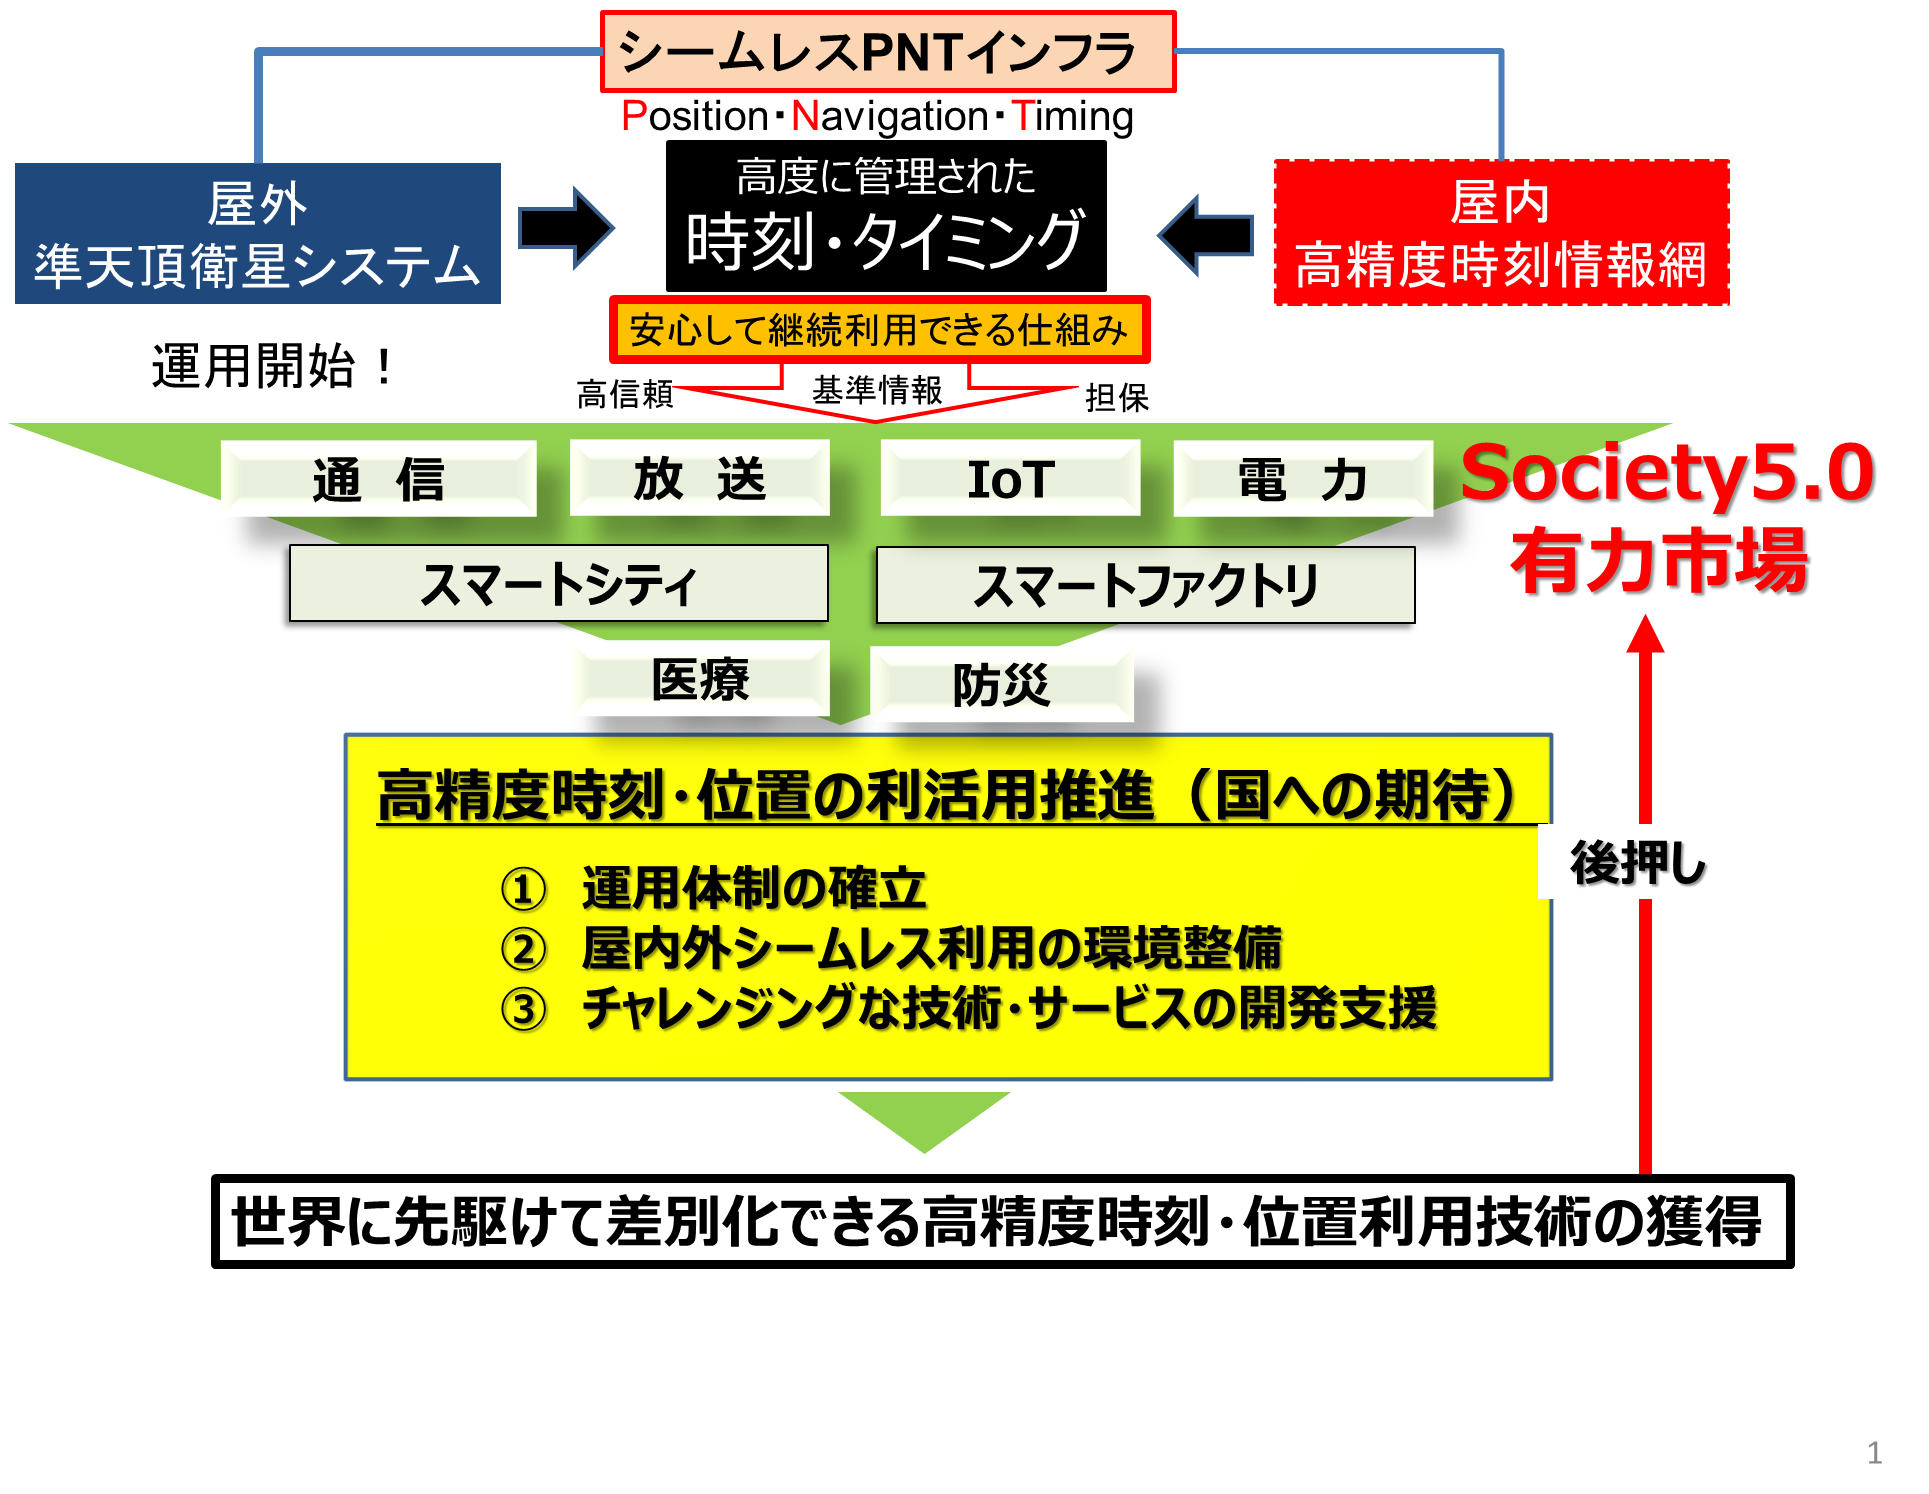 シームレスPNTインフラ
Position・Navigation・Timing
屋外
準天頂衛星システム
高度に管理された
時刻・タイミング
屋内
高精度時刻情報網
安心して継続利用できる仕組み
運用開始！
高信頼
基準情報
担保
通　信
放　送
IoT
電　力
Society5.0
有力市場
スマートシティ
スマートファクトリ
医療
防災
高精度時刻・位置の利活用推進（国への期待）
①　運用体制の確立
②　屋内外シームレス利用の環境整備
③　チャレンジングな技術・サービスの開発支援
後押し
世界に先駆けて差別化できる高精度時刻・位置利用技術の獲得
1